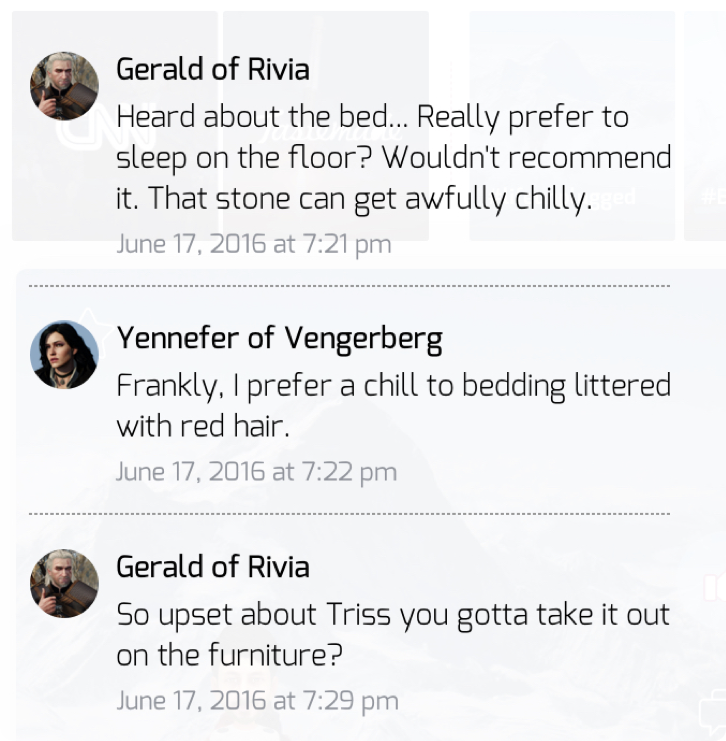 Gerald of Rivia
Heard about the bed... Really prefer to
sleep on the floor? Wouldn't recommend
it. That stone can get awfully chilly.
June 17, 2016 at 7:21 pm
Yennefer of Vengerberg
Frankly, I prefer a chill to bedding littered
with red hair.
June 17, 2016 at 7:22 pm
Gerald of Rivia
So upset about Triss you gotta take it out
on the furniture?
June 17, 2016 at 7:29 pm
CNN